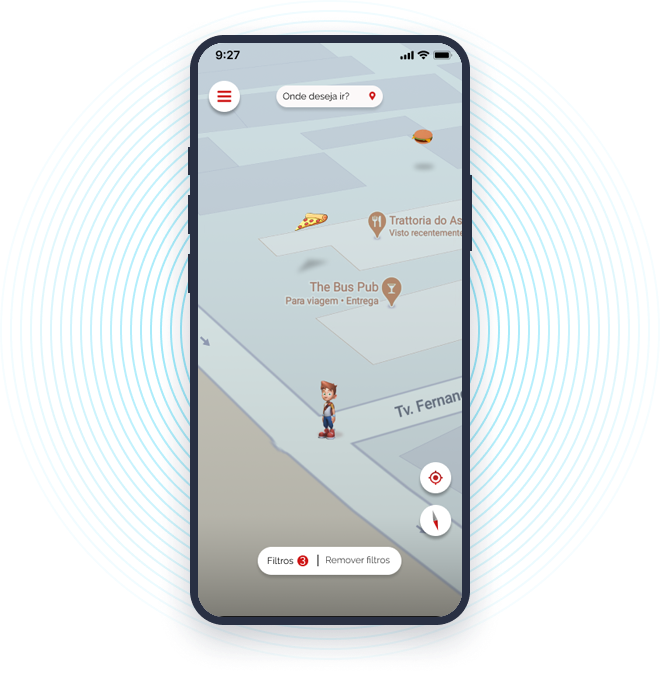 9:27
Onde deseja ir?
Trattoria do As
Visto recentemente
The Bus Pub
Para viagem • Entrega
Tv. Fernand
Filtros 3 | Remover filtros